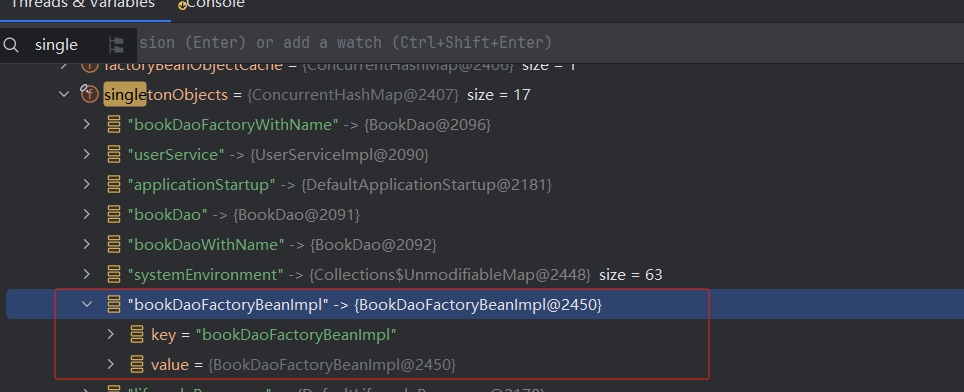 Threads & Variables Console
single sion (Enter) or add a watch (Ctrl+Shift+Enter)
factoryBeanObjectCache = {ConcurrentHashMap@2406} size = 1
singletonObjects = {ConcurrentHashMap@2407} size = 17
"bookDaoFactoryWithName" -> {BookDao@2096}
"userService" -> {UserServiceImpl@2090}
"applicationStartup" -> {DefaultApplicationStartup@2181}
"bookDao" -> {BookDao@2091}
"bookDaoWithName" -> {BookDao@2092}
"systemEnvironment" -> {Collections$UnmodifiableMap@2448} size = 63
"bookDaoFactoryBeanImpl" -> {BookDaoFactoryBeanImpl@2450}
key = "bookDaoFactoryBeanImpl"
value = {BookDaoFactoryBeanImpl@2450}